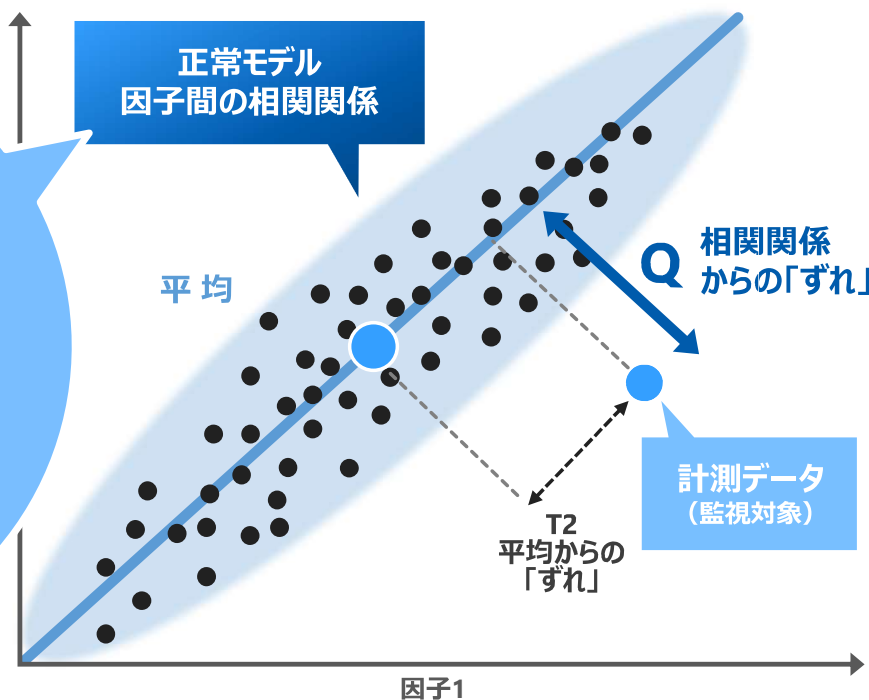 正常モデル
因子間の相関関係
平均
Q
相関関係
からの「ずれ」
計測データ
（監視対象）
T2
平均からの
「ずれ」
因子1